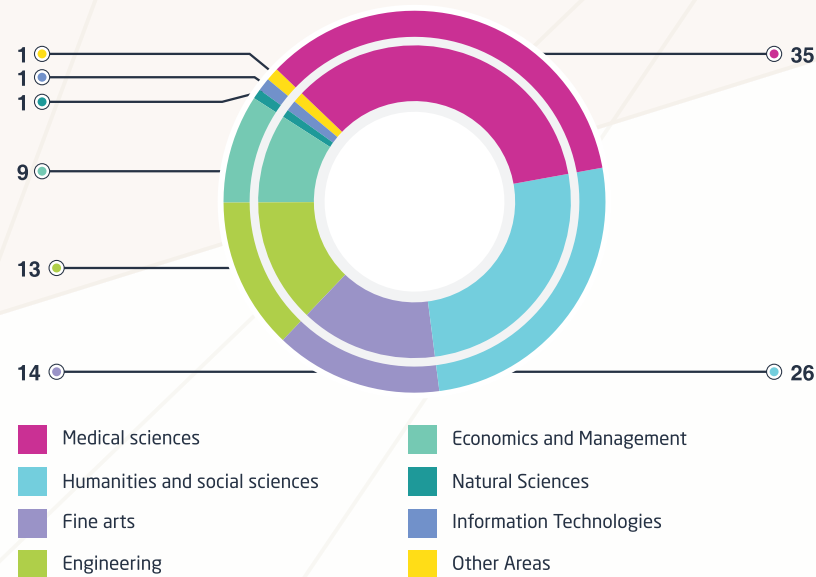 1
1
1
9
13
14
35
26
Medical sciences
Humanities and social sciences
Fine arts
Engineering
Economics and Management
Natural Sciences
Information Technologies
Other Areas